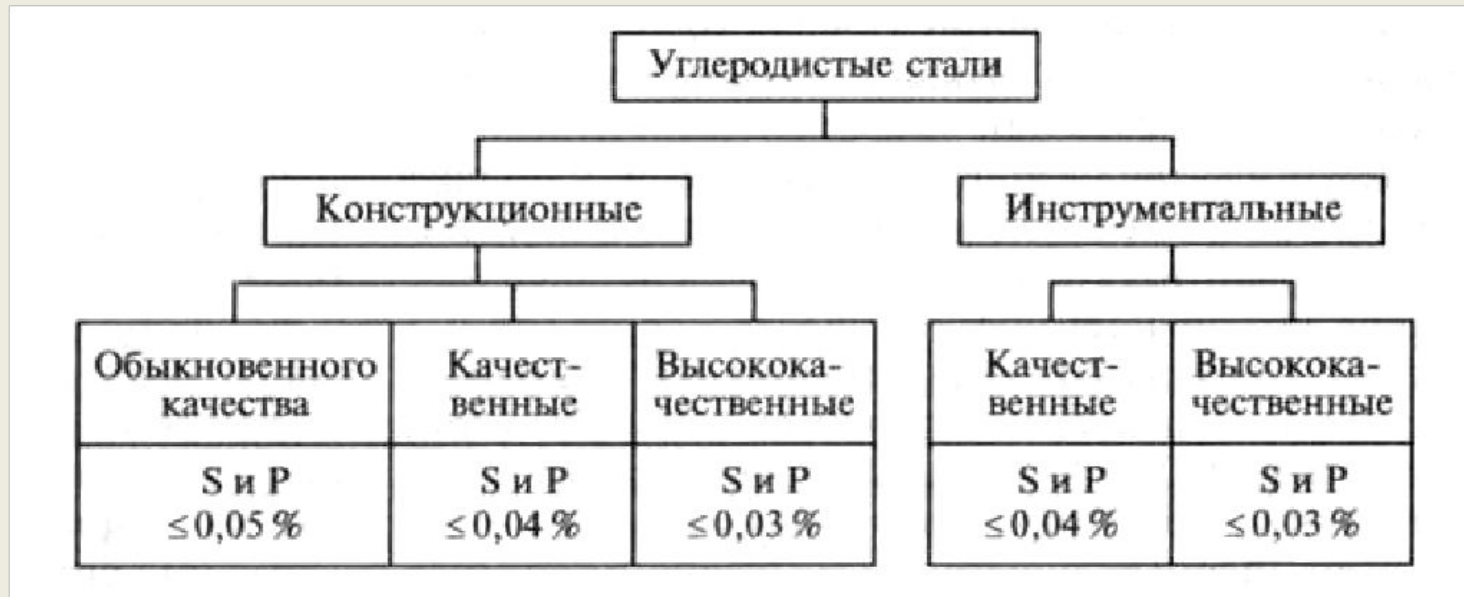 Углеродистые стали
Конструкционные
Инструментальные
Обыкновенного
качества
Качест-
венные
Высокока-
чественные
Качест-
венные
Высокока-
чественные
S и P
≤0,05 %
S и P
≤0,04 %
S и P
≤0,03 %
S и P
≤0,04 %
S и P
≤0,03 %